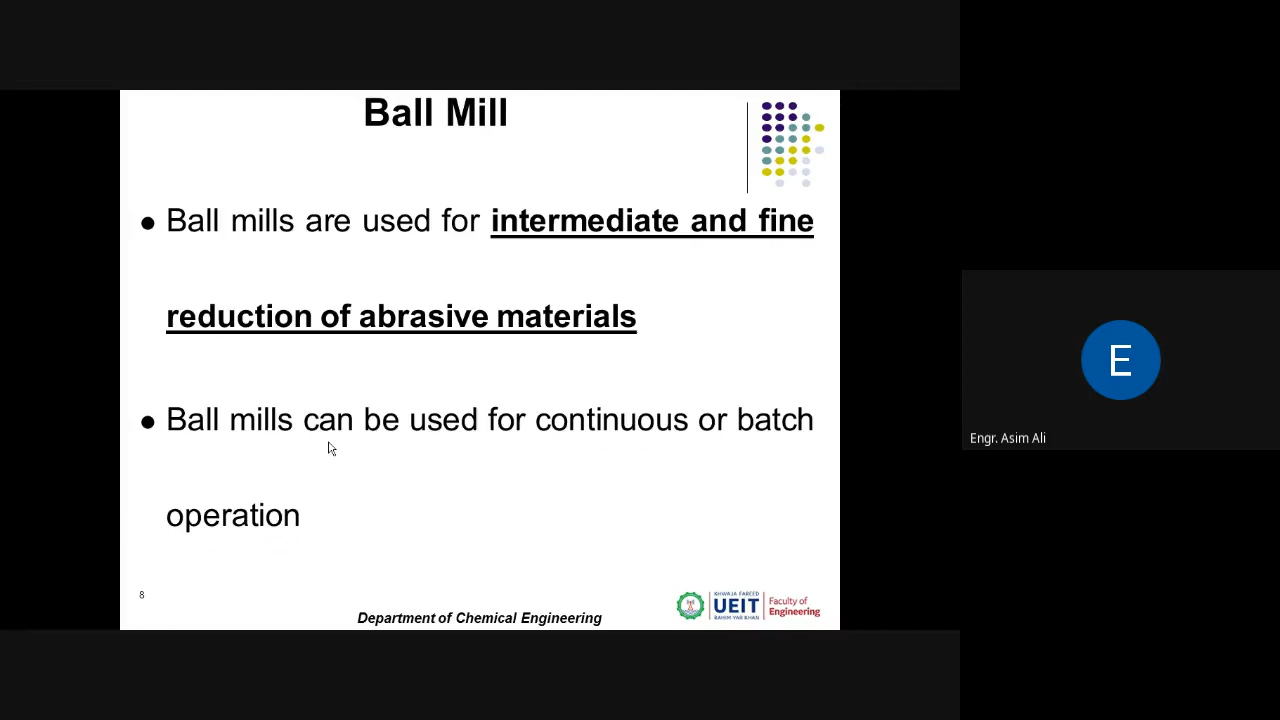 Ball Mill
● Ball mills are used for intermediate and fine
reduction of abrasive materials
● Ball mills can be used for continuous or batch
operation
8
Department of Chemical Engineering
KHWAJA FAREED
UEIT
RAHIM YAR KHAN
Faculty of
Engineering
E
Engr. Asim Ali